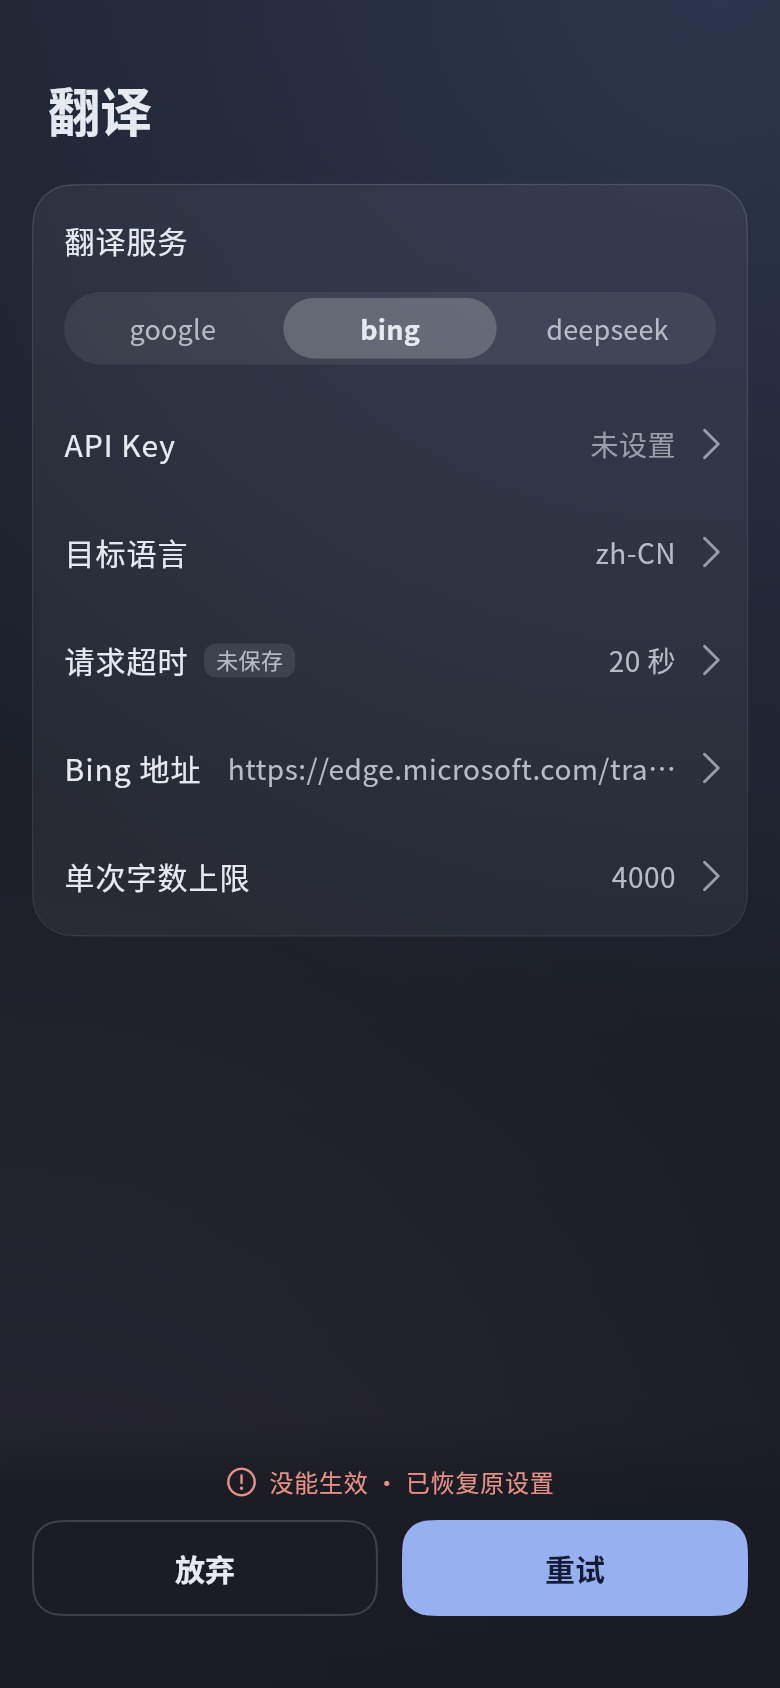 翻译
翻译服务
google bing deepseek
API Key 未设置
目标语言 zh-CN
请求超时 未保存 20 秒
Bing 地址 https://edge.microsoft.com/tra…
单次字数上限 4000
没能生效 · 已恢复原设置
放弃 重试